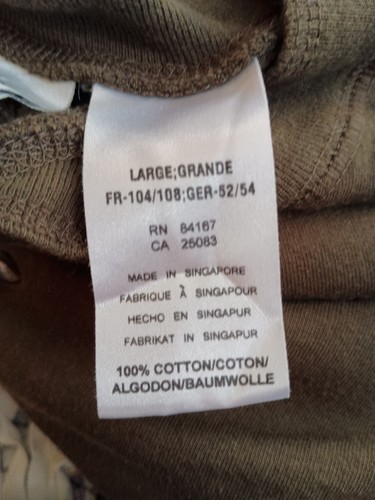 LARGE;GRANDE
FR-104/108;GER-52/54
RN 84167
CA 25083
MADE IN SINGAPORE
FABRIQUE À SINGAPOUR
HECHO EN SINGAPUR
FABRIKAT IN SINGAPUR
100% COTTON/COTON/
ALGODON/BAUMWOLLE